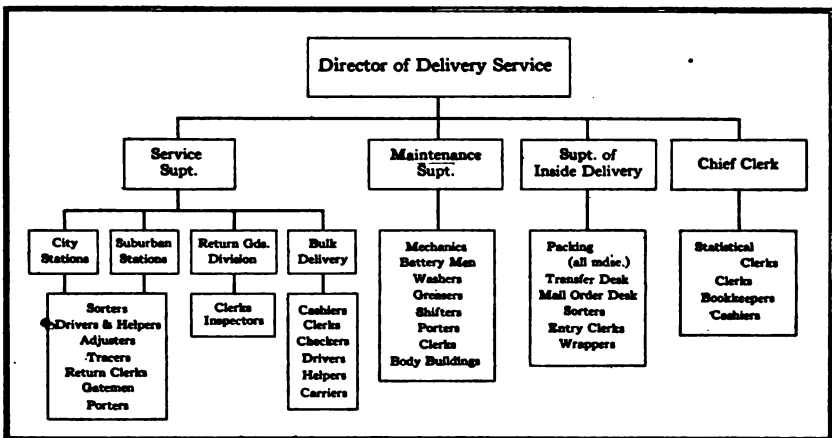 Director of Delivery Service
Service
Supt.
Maintenance
Supt.
Supt. of
Inside Delivery
Chief Clerk
City
Stations
Suburban
Stations
Return Gds.
Division
Bulk
Delivery
Sorters
Drivers & Helpers
Adjusters
Tracers
Return Clerks
Gatemen
Porters
Clerks
Inspectors
Cashiers
Clerks
Checkers
Drivers
Helpers
Carriers
Mechanics
Battery Men
Washers
Greasers
Shifters
Porters
Clerks
Body Buildings
Packing
(all mdse.)
Transfer Desk
Mail Order Desk
Sorters
Entry Clerks
Wrappers
Statistical
Clerks
Clerks
Bookkeepers
Cashiers